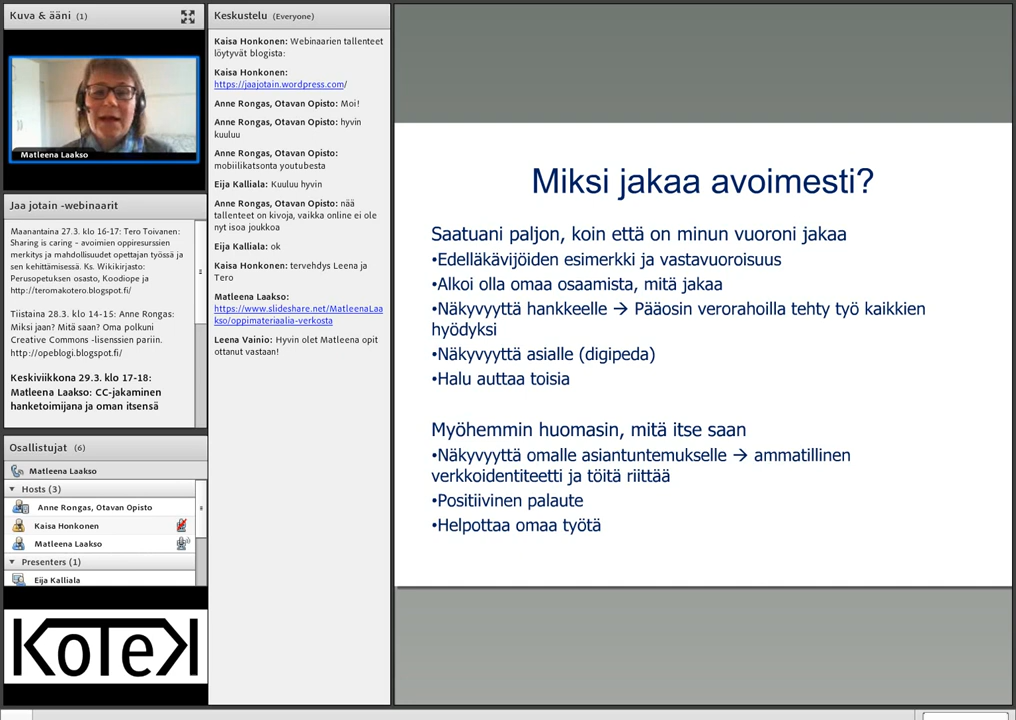 Kuva & ääni (1)
Matleena Laakso
Jaa jotain -webinaarit
Maanantaina 27.3. klo 16-17: Tero Toivanen:
Sharing is caring - avoimien oppiresurssien
merkitys ja mahdollisuudet opettajan työssä ja
sen kehittämisessä. Ks. Wikikirjasto:
Perusopetuksen osasto, Koodiope ja
http://teromakotero.blogspot.fi/
Tiistaina 28.3. klo 14-15: Anne Rongas:
Miksi jaan? Mitä saan? Oma polkuni
Creative Commons -lisenssien pariin.
http://opeblogi.blogspot.fi/
Keskiviikkona 29.3. klo 17-18:
Matleena Laakso: CC-jakaminen
hanketoimijana ja oman itsensä
Osallistujat (6)
Matleena Laakso
Hosts (3)
Anne Rongas, Otavan Opisto
Kaisa Honkonen
Matleena Laakso
Presenters (1)
Eija Kalliala
KoTeK
Keskustelu (Everyone)
Kaisa Honkonen: Webinaarien tallenteet
löytyvät blogista:
Kaisa Honkonen:
https://jaajotain.wordpress.com/
Anne Rongas, Otavan Opisto: Moi!
Anne Rongas, Otavan Opisto: hyvin
kuuluu
Anne Rongas, Otavan Opisto:
mobiilikatsonta youtubesta
Eija Kalliala: Kuuluu hyvin
Anne Rongas, Otavan Opisto: nää
tallenteet on kivoja, vaikka online ei ole
nyt isoa joukkoa
Eija Kalliala: ok
Kaisa Honkonen: tervehdys Leena ja
Tero
Matleena Laakso:
https://www.slideshare.net/MatleenaLaa
kso/oppimateriaalia-verkosta
Leena Vainio: Hyvin olet Matleena opit
ottanut vastaan!
Miksi jakaa avoimesti?
Saatuani paljon, koin että on minun vuoroni jakaa
•Edelläkävijöiden esimerkki ja vastavuoroisuus
•Alkoi olla omaa osaamista, mitä jakaa
•Näkyvyyttä hankkeelle → Pääosin verorahoilla tehty työ kaikkien
hyödyksi
•Näkyvyyttä asialle (digipeda)
•Halu auttaa toisia
Myöhemmin huomasin, mitä itse saan
•Näkyvyyttä omalle asiantuntemukselle → ammatillinen
verkkoidentiteetti ja töitä riittää
•Positiivinen palaute
•Helpottaa omaa työtä